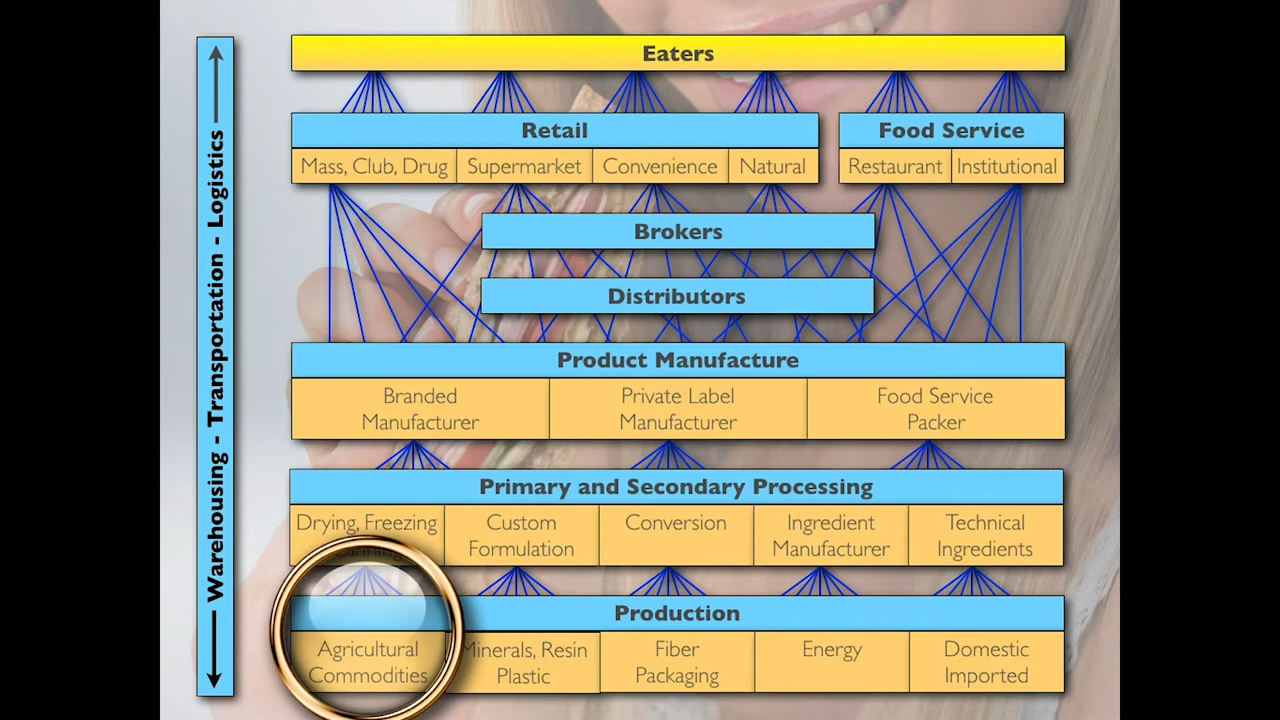 Eaters
Retail
Food Service
Mass, Club, Drug
Supermarket
Convenience
Natural
Restaurant
Institutional
Brokers
Distributors
Warehousing - Transportation - Logistics
Product Manufacture
Branded
Manufacturer
Private Label
Manufacturer
Food Service
Packer
Primary and Secondary Processing
Drying, Freezing
Custom
Formulation
Conversion
Ingredient
Manufacturer
Technical
Ingredients
Production
Agricultural
Commodities
Minerals, Resin
Plastic
Fiber
Packaging
Energy
Domestic
Imported